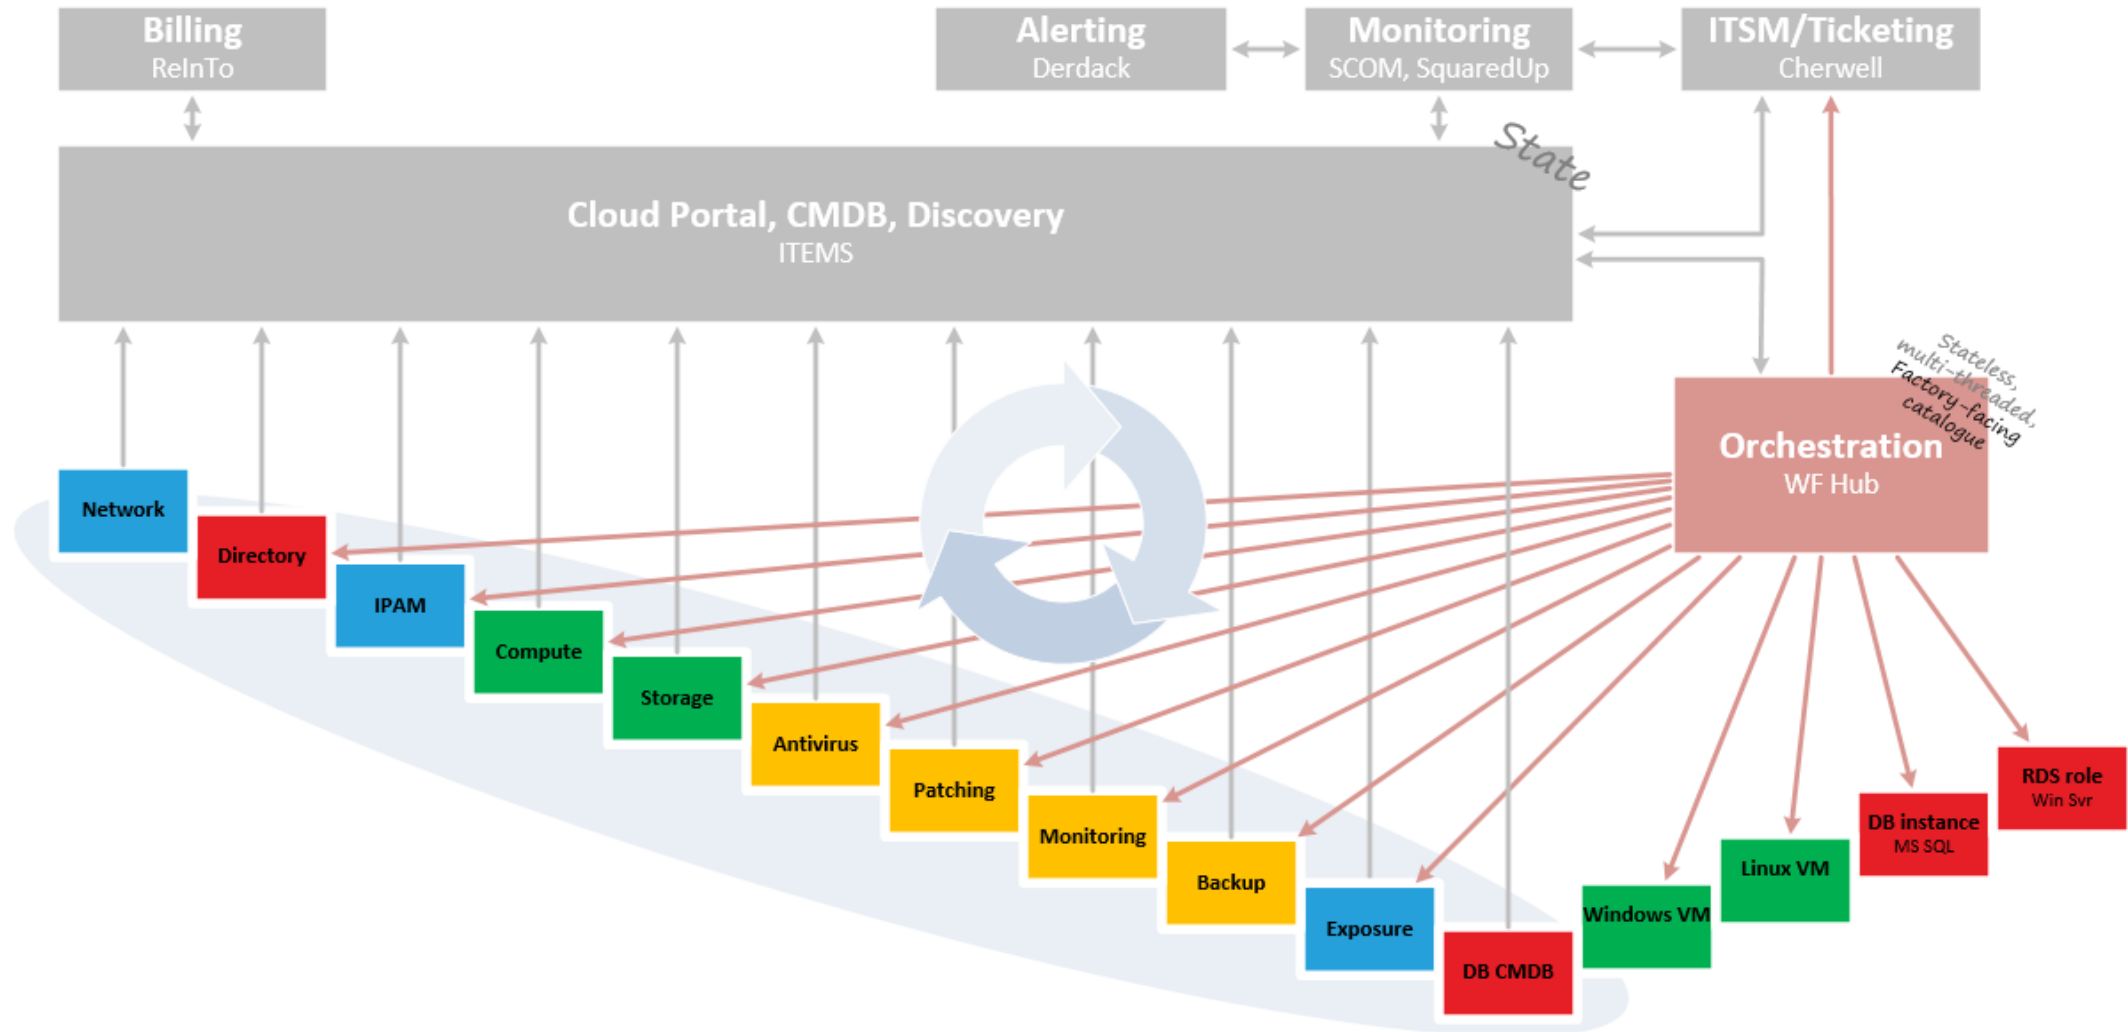 Billing
ReInTo
Alerting
Derdack
Monitoring
SCOM, SquaredUp
ITSM/Ticketing
Cherwell
State
Cloud Portal, CMDB, Discovery
ITEMS
Stateless,
multi-threaded,
Factory-facing
catalogue
Orchestration
WF Hub
Network
Directory
IPAM
Compute
Storage
Antivirus
Patching
Monitoring
Backup
Exposure
DB CMDB
Windows VM
Linux VM
DB instance
MS SQL
RDS role
Win Svr